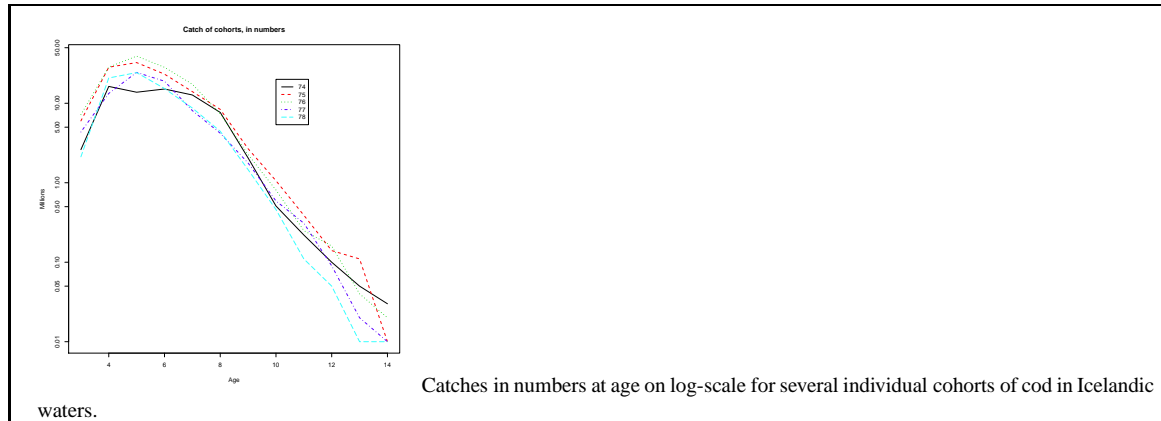 Catch of cohorts, in numbers
50.00
10.00
5.00
1.00
0.50
0.10
0.05
0.01
Millions
74
75
76
77
78
4 6 8 10 12 14
Age
Catches in numbers at age on log-scale for several individual cohorts of cod in Icelandic
waters.